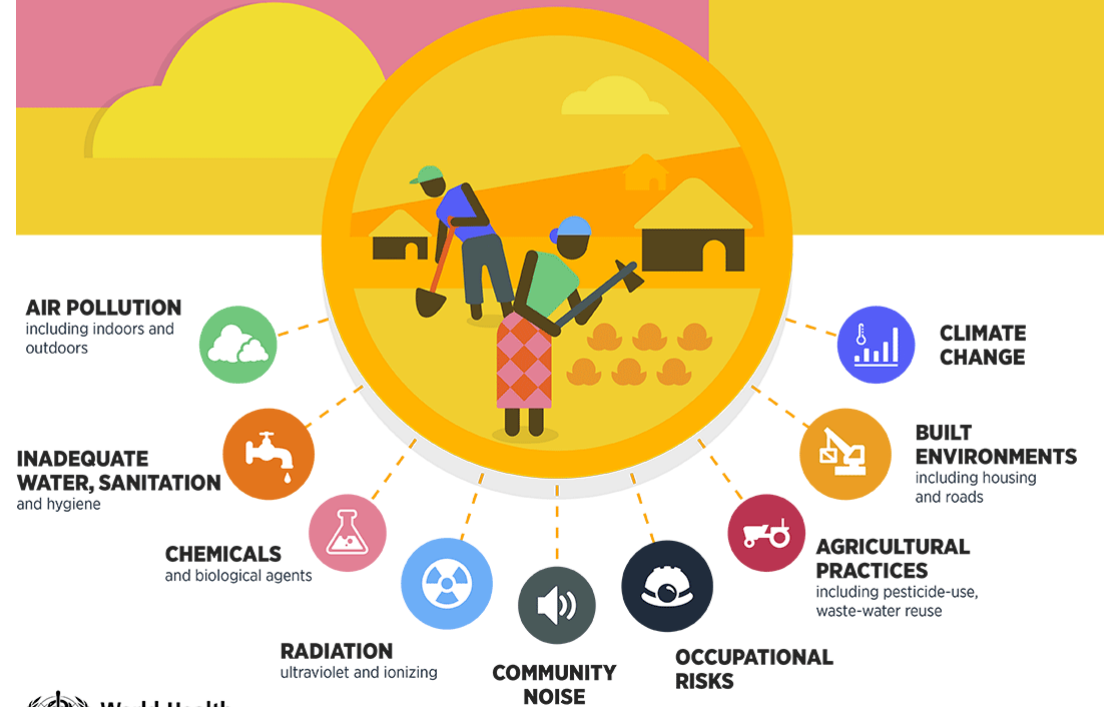 AIR POLLUTION
including indoors and
outdoors
INADEQUATE
WATER, SANITATION
and hygiene
CHEMICALS
and biological agents
RADIATION
ultraviolet and ionizing
COMMUNITY
NOISE
OCCUPATIONAL
RISKS
AGRICULTURAL
PRACTICES
including pesticide-use,
waste-water reuse
BUILT
ENVIRONMENTS
including housing
and roads
CLIMATE
CHANGE
World Health